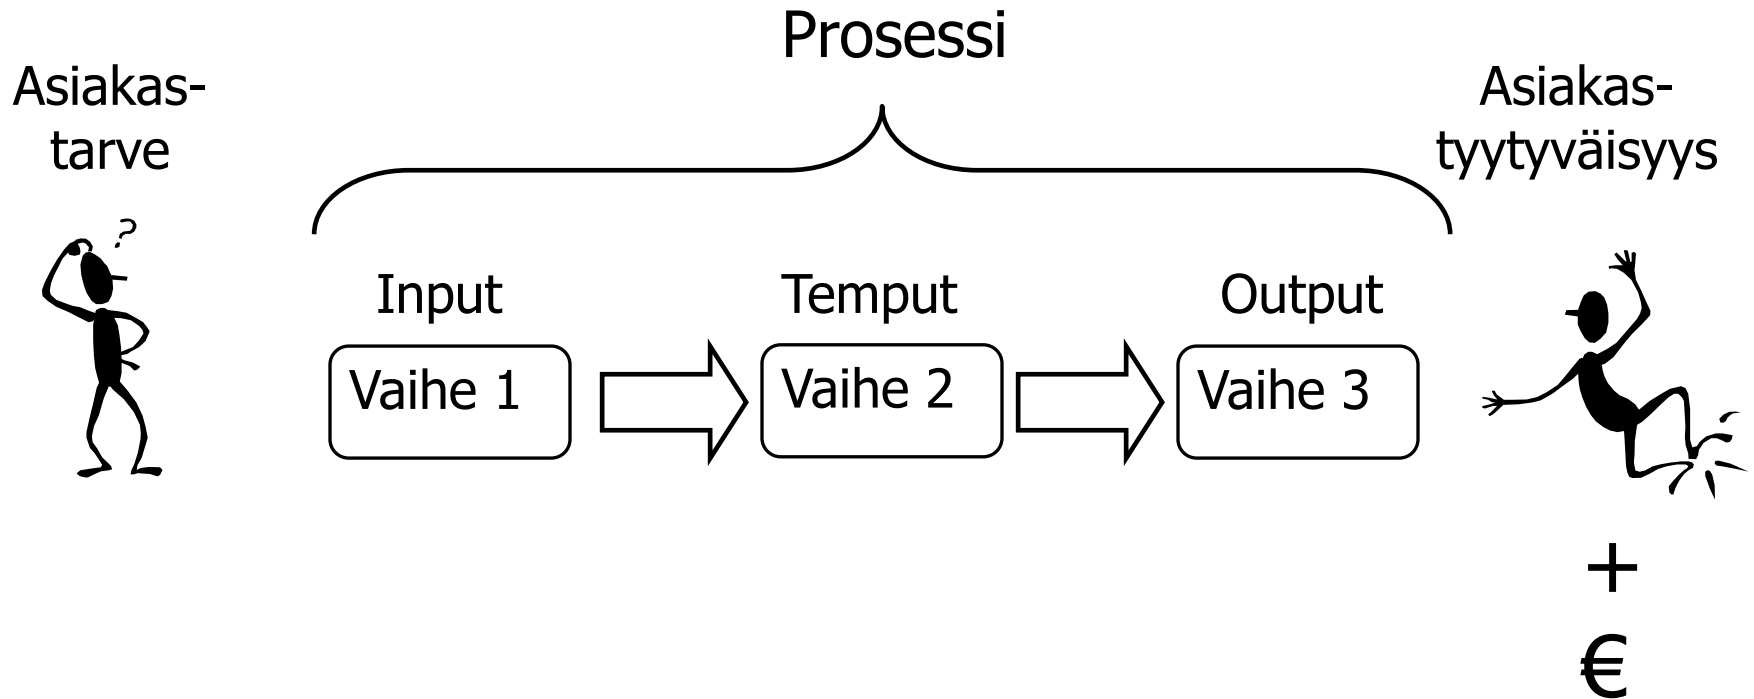 Prosessi
Asiakas-
tarve
Asiakas-
tyytyväisyys
?
Input
Temput
Output
Vaihe 1
Vaihe 2
Vaihe 3
+
€